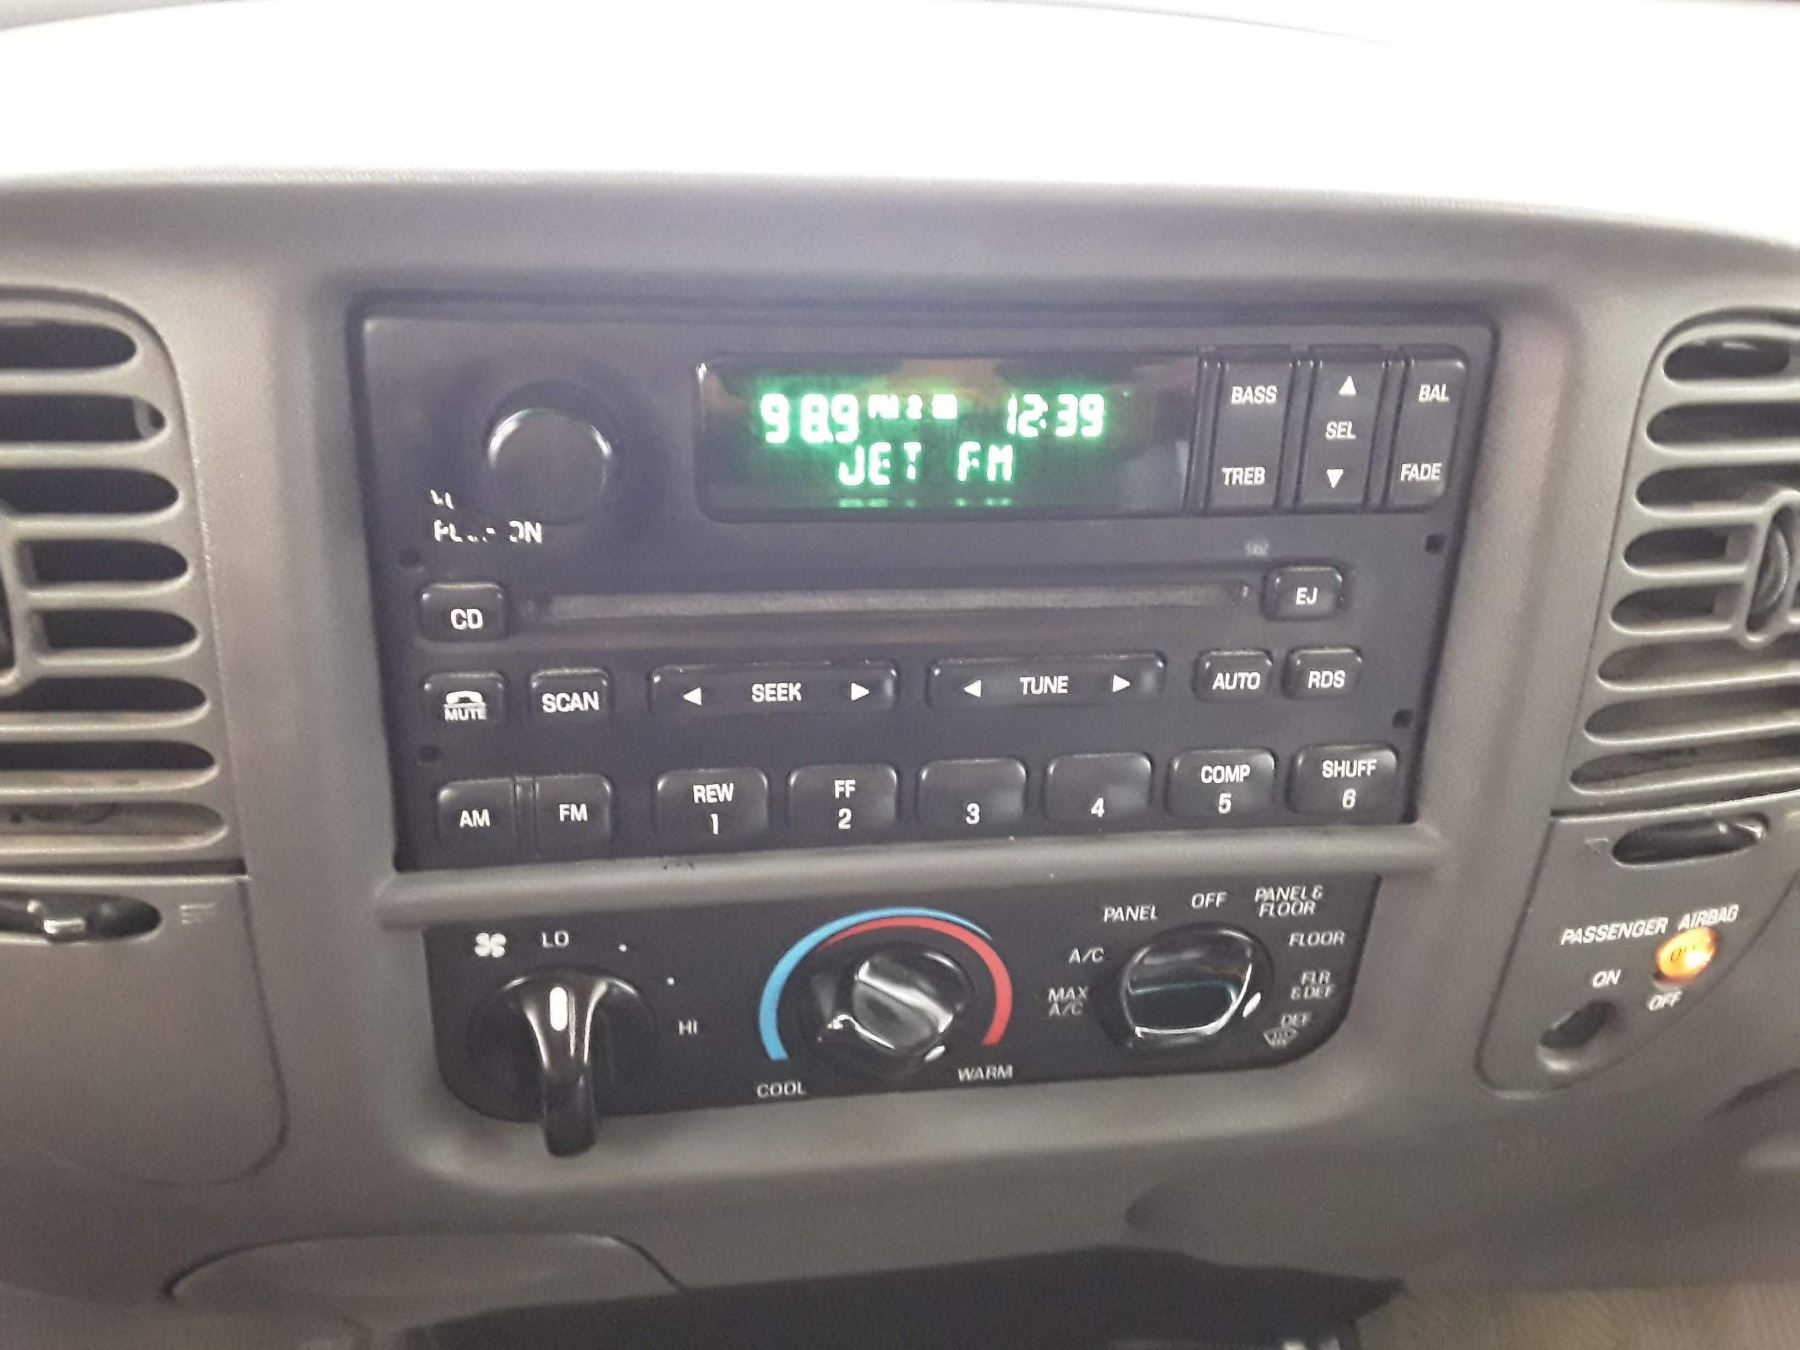 98.9 12:39
JET FM
BASS
TREB
SEL
BAL
FADE
CD
EJ
MUTE
SCAN
SEEK
TUNE
AUTO
RDS
AM
FM
REW
1
FF
2
3
4
COMP
5
SHUFF
6
LO
HI
COOL
WARM
MAX
A/C
A/C
PANEL
OFF
PANEL &
FLOOR
FLOOR
FLR
& DEF
DEF
PASSENGER AIRBAG
ON
OFF